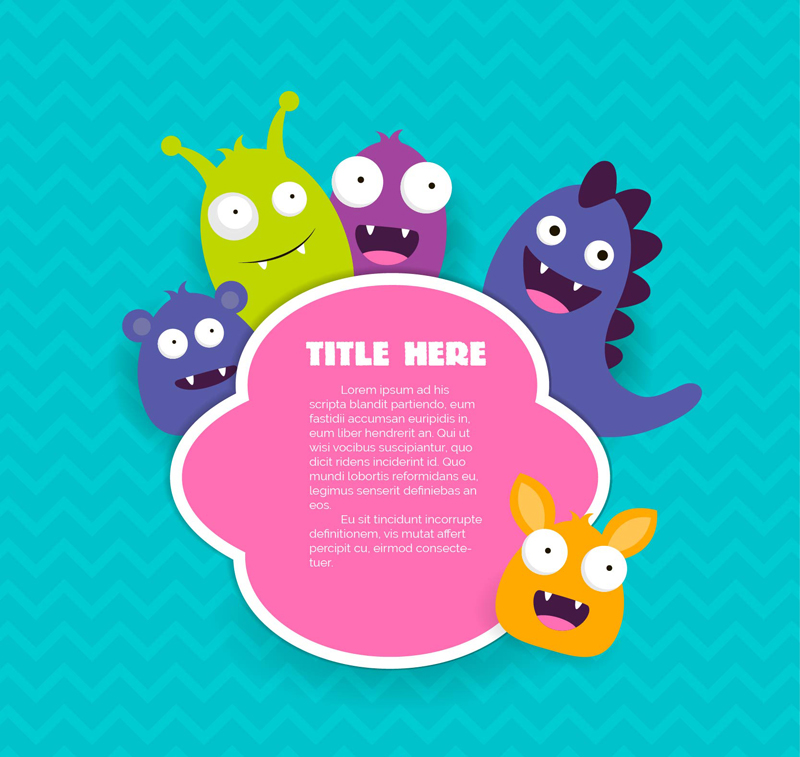 TITLE HERE
Lorem ipsum ad his
scripta blandit partiendo, eum
fastidii accumsan euripidis in,
eum liber hendrerit an. Qui ut
wisi vocibus suscipiantur, quo
dicit ridens inciderint id. Quo
mundi lobortis reformidans eu,
legimus senserit definiebas an
eos.
Eu sit tincidunt incorrupte
definitionem, vis mutat affert
percipit cu, eirmod consecte-
tuer.